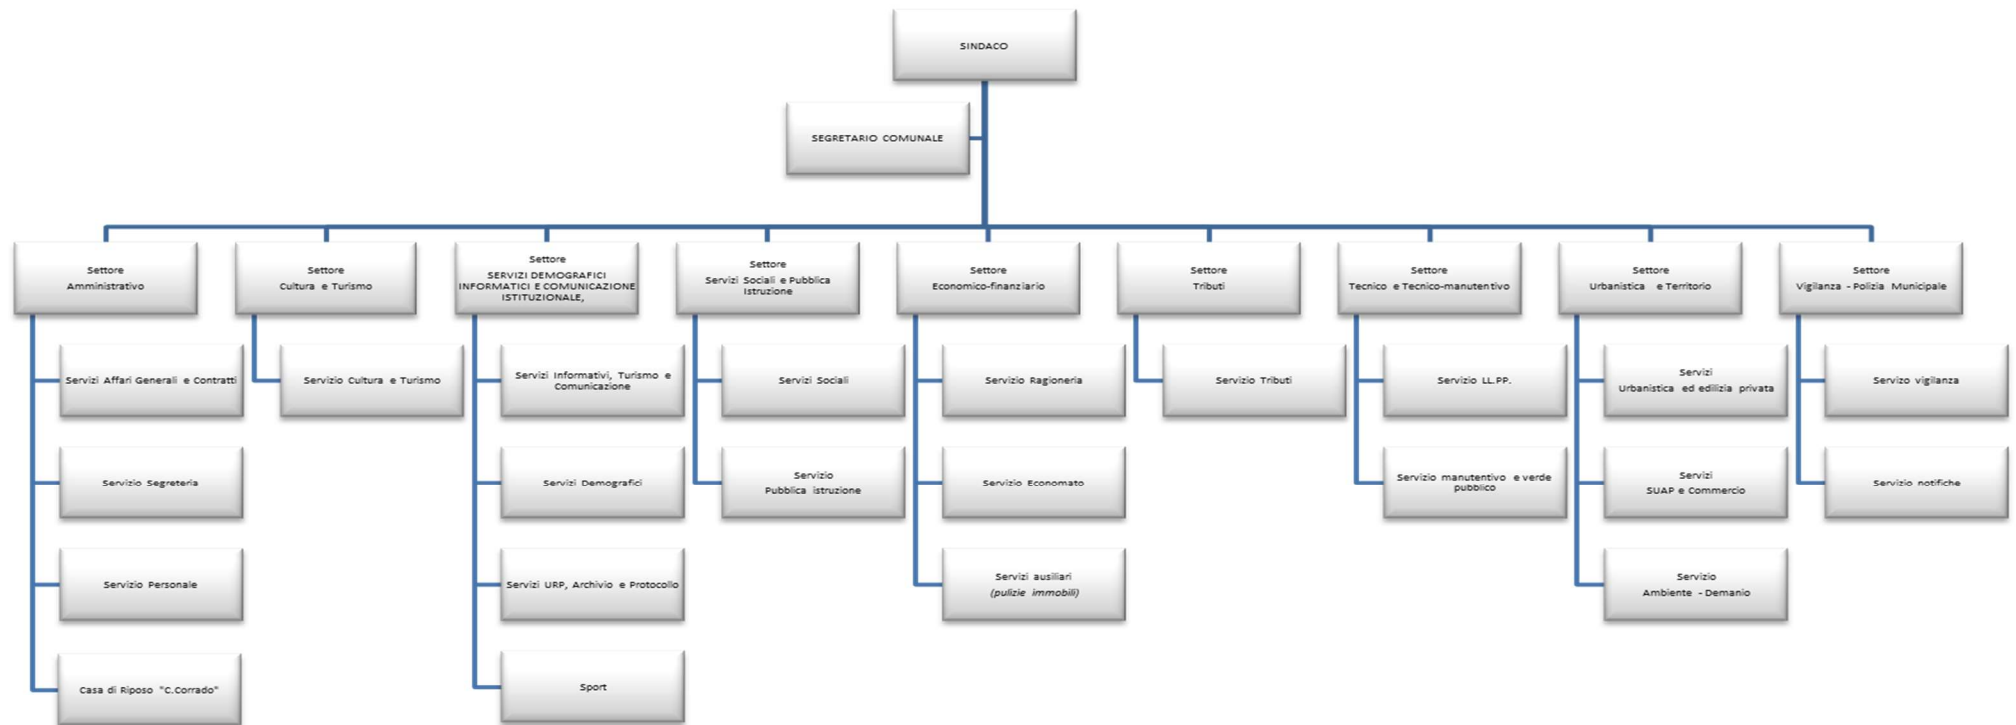 SINDACO
SEGRETARIO COMUNALE
Settore
Amministrativo
Settore
Cultura e Turismo
Settore
SERVIZI DEMOGRAFICI
INFORMATICI E COMUNICAZIONE
ISTITUZIONALE,
Settore
Servizi Sociali e Pubblica
Istruzione
Settore
Economico-finanziario
Settore
Tributi
Settore
Tecnico e Tecnico-manutentivo
Settore
Urbanistica e Territorio
Settore
Vigilanza - Polizia Municipale
Servizi Affari Generali e Contratti
Servizio Cultura e Turismo
Servizi Informativi, Turismo e
Comunicazione
Servizi Sociali
Servizio Ragioneria
Servizio Tributi
Servizio LL.PP.
Servizi
Urbanistica ed edilizia privata
Servizo vigilanza
Servizio Segreteria
Servizi Demografici
Servizio
Pubblica istruzione
Servizio Economato
Servizio manutentivo e verde
pubblico
Servizi
SUAP e Commercio
Servizio notifiche
Servizio Personale
Servizi URP, Archivio e Protocollo
Servizi ausiliari
(pulizie immobili)
Servizio
Ambiente - Demanio
Casa di Riposo "C.Corrado"
Sport